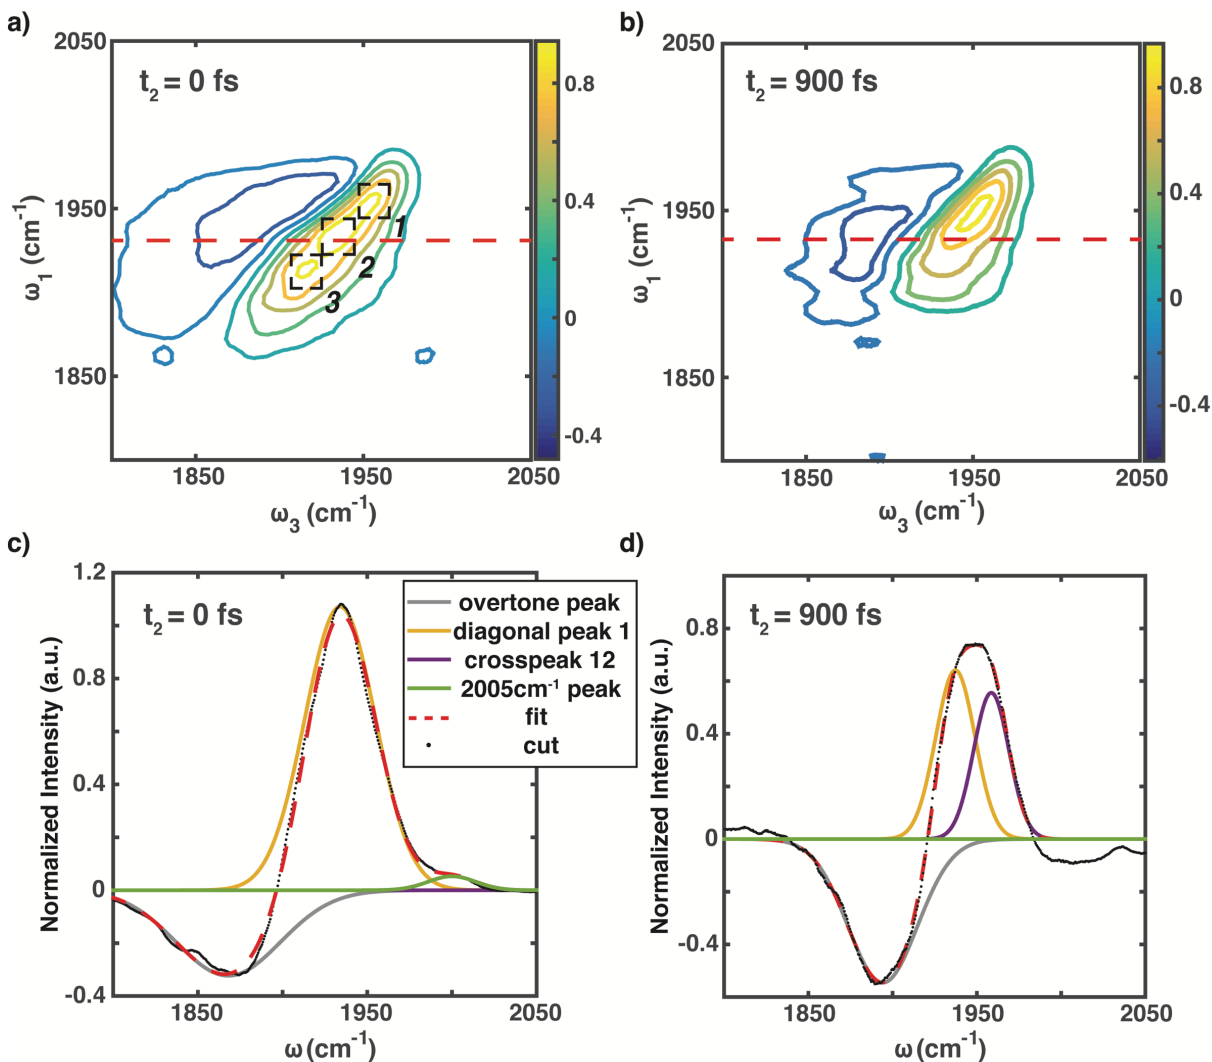 a)
2050
t2 = 0 fs
0.8
1950
0.4
ω1 (cm-1)
1
2
3
0
1850
-0.4
1850
1950
2050
ω3 (cm-1)
b)
2050
t2 = 900 fs
0.8
1950
0.4
ω1 (cm-1)
0
1850
-0.4
1850
1950
2050
ω3 (cm-1)
c)
1.2
t2 = 0 fs
overtone peak
diagonal peak 1
crosspeak 12
2005cm-1 peak
fit
cut
0.8
0.4
0
-0.4
Normalized Intensity (a.u.)
1850
1950
2050
ω (cm-1)
d)
t2 = 900 fs
0.8
0.4
0
-0.4
Normalized Intensity (a.u.)
1850
1950
2050
ω (cm-1)